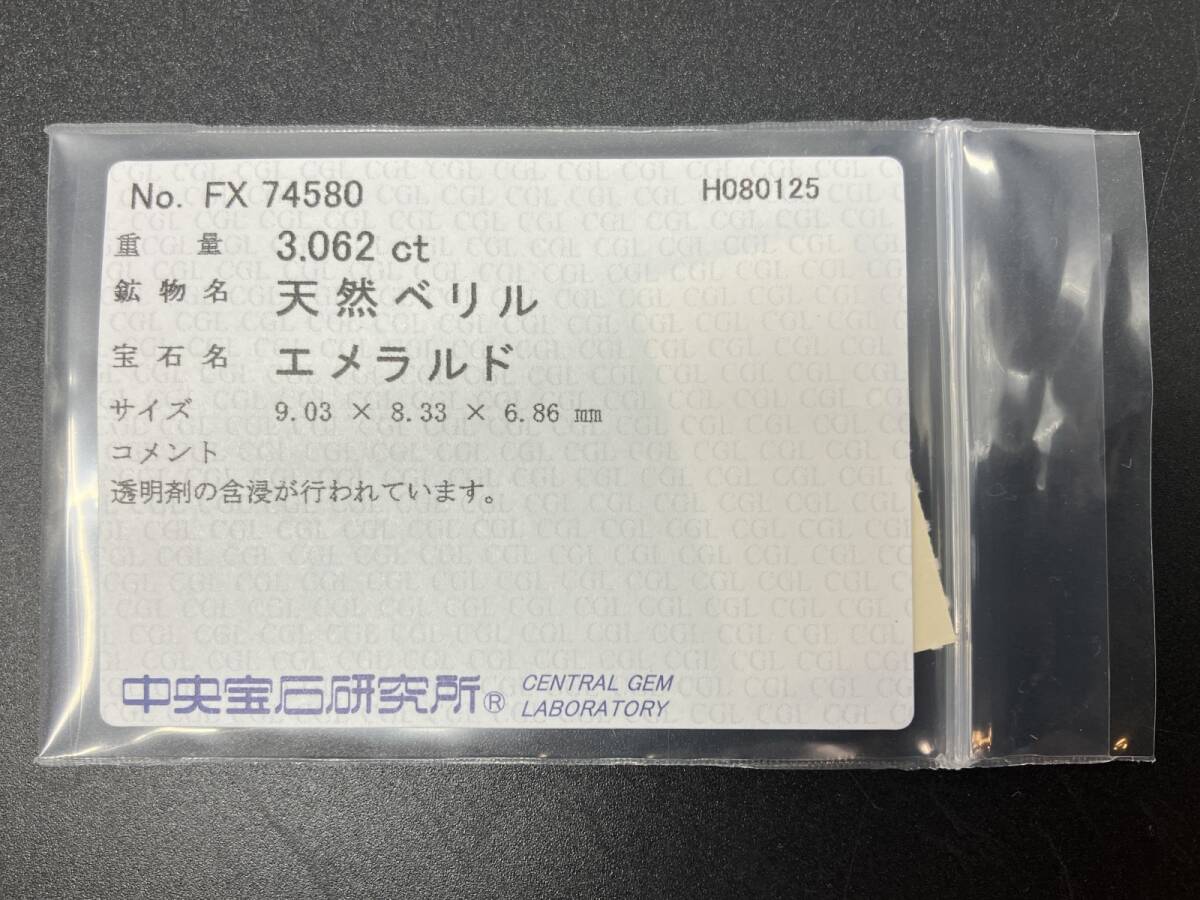 No. FX 74580 H080125
重 量 3.062 ct
鉱 物 名 天然ベリル
宝 石 名 エメラルド
サイズ 9.03 × 8.33 × 6.86 ㎜
コメント
透明剤の含浸が行われています。
中央宝石研究所® CENTRAL GEM
LABORATORY